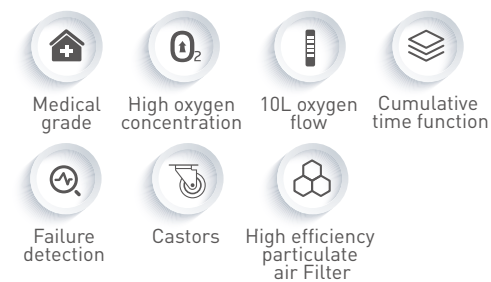 O2
Medical
grade
High oxygen
concentration
10L oxygen
flow
Cumulative
time function
Failure
detection
Castors
High efficiency
particulate
air Filter